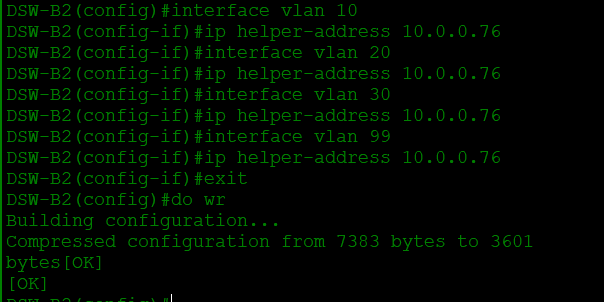 DSW-B2(config)#interface vlan 10
DSW-B2(config-if)#ip helper-address 10.0.0.76
DSW-B2(config-if)#interface vlan 20
DSW-B2(config-if)#ip helper-address 10.0.0.76
DSW-B2(config-if)#interface vlan 30
DSW-B2(config-if)#ip helper-address 10.0.0.76
DSW-B2(config-if)#interface vlan 99
DSW-B2(config-if)#ip helper-address 10.0.0.76
DSW-B2(config-if)#exit
DSW-B2(config)#do wr
Building configuration...
Compressed configuration from 7383 bytes to 3601
bytes[OK]
[OK]
DSW-B2(config)#